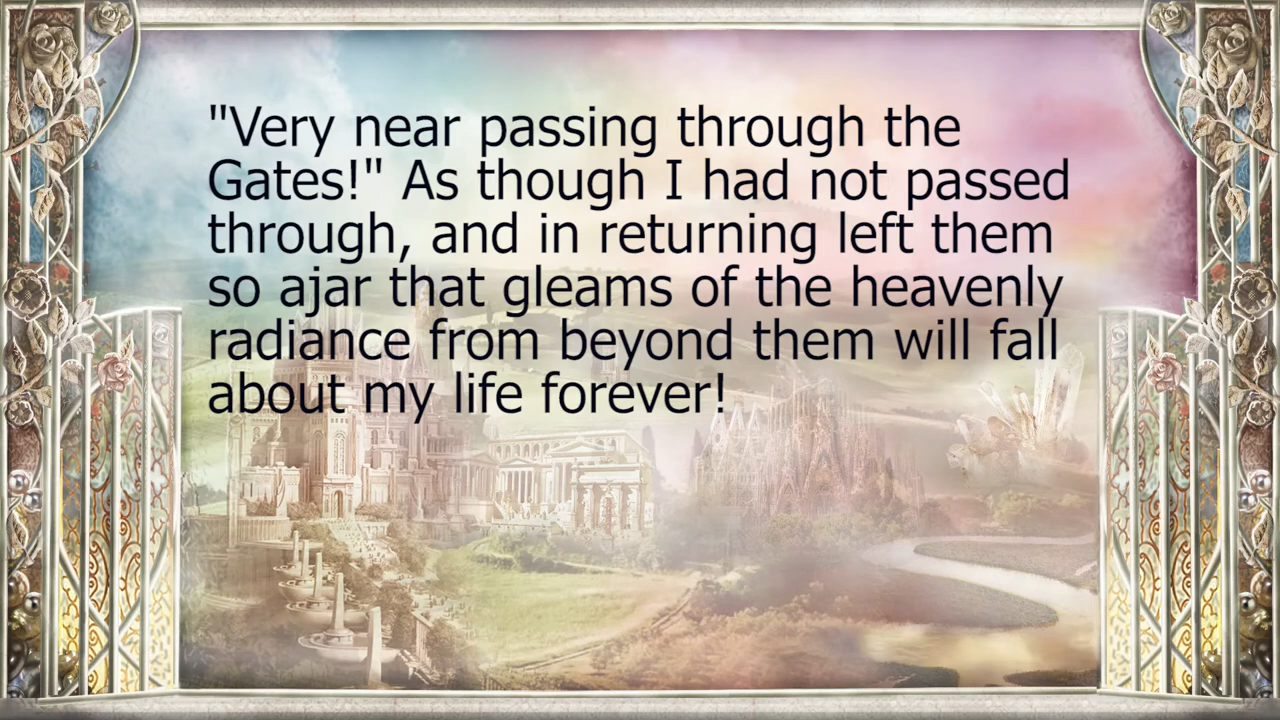 "Very near passing through the
Gates!" As though I had not passed
through, and in returning left them
so ajar that gleams of the heavenly
radiance from beyond them will fall
about my life forever!